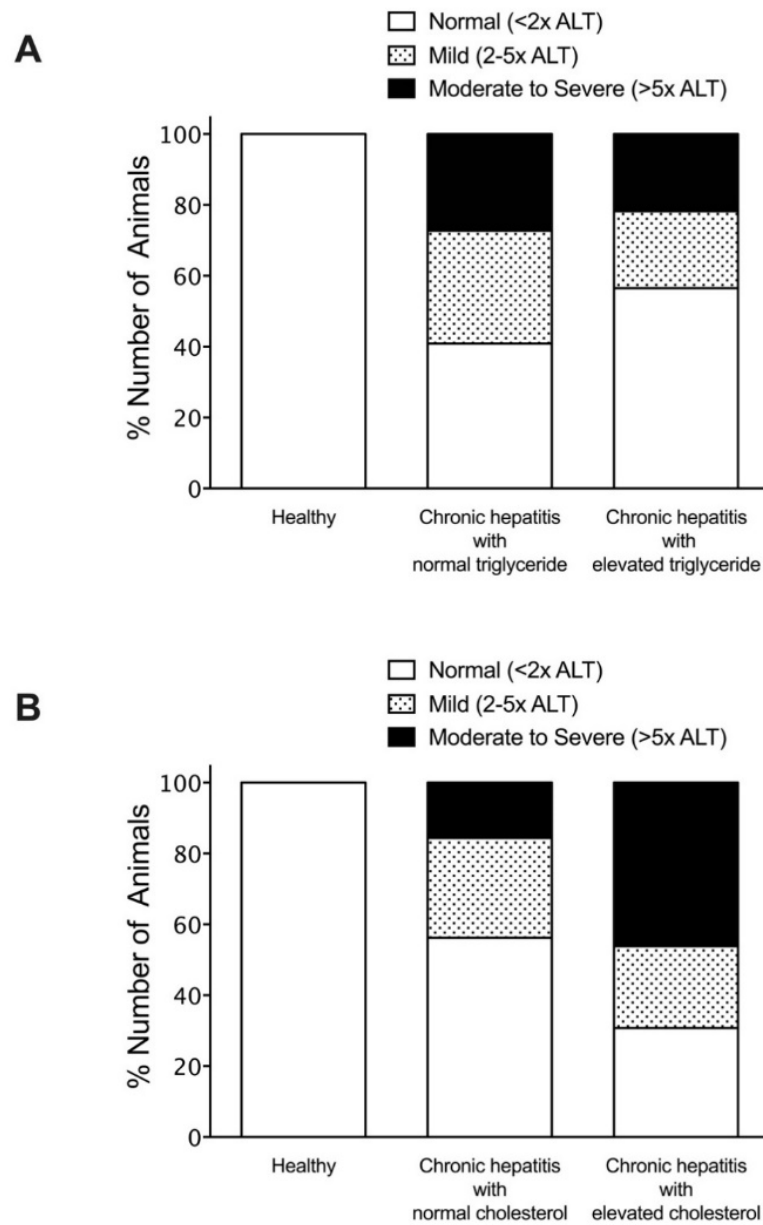 A
Normal (<2x ALT)
Mild (2-5x ALT)
Moderate to Severe (>5x ALT)
% Number of Animals
100
80
60
40
20
0
Healthy
Chronic hepatitis
with
normal triglyceride
Chronic hepatitis
with
elevated triglyceride
B
Normal (<2x ALT)
Mild (2-5x ALT)
Moderate to Severe (>5x ALT)
% Number of Animals
100
80
60
40
20
0
Healthy
Chronic hepatitis
with
normal cholesterol
Chronic hepatitis
with
elevated cholesterol